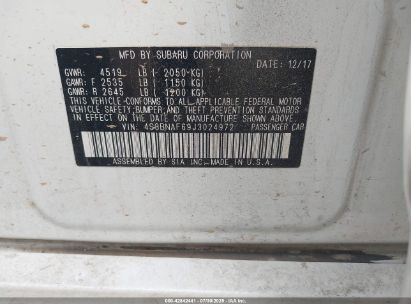 MFD BY SUBARU CORPORATION
GVWR: 4519 LB ( 2050 KG) DATE: 12/17
GAWR: F 2535 LB ( 1150 KG)
GAWR: R 2645 LB ( 1200 KG)
THIS VEHICLE CONFORMS TO ALL APPLICABLE FEDERAL MOTOR
VEHICLE SAFETY, BUMPER, AND THEFT PREVENTION STANDARDS
IN EFFECT ON THE DATE OF MANUFACTURE SHOWN ABOVE.
VIN: 4S3BNAF69J3024972 PASSENGER CAR
ASSEMBLED BY SIA INC. MADE IN U.S.A.